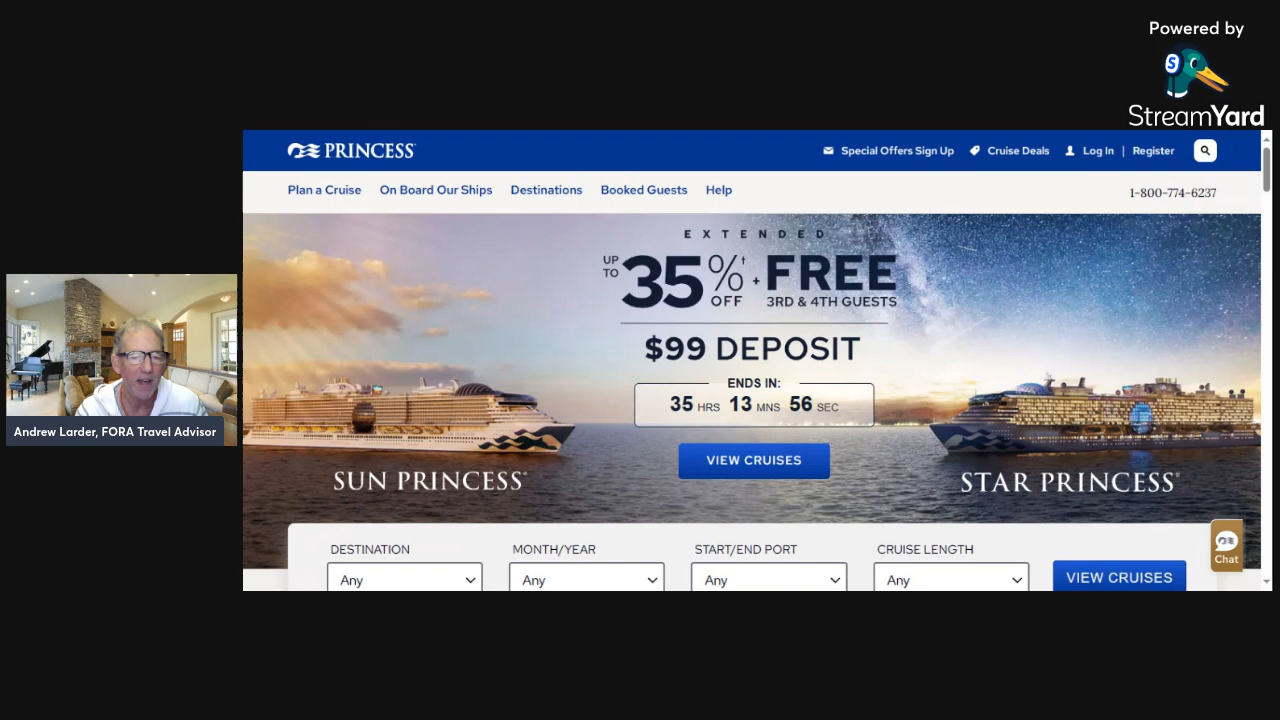 Powered by
S
StreamYard
PRINCESS
Special Offers Sign Up Cruise Deals Log In | Register
Plan a Cruise On Board Our Ships Destinations Booked Guests Help 1-800-774-6237
EXTENDED
UP TO 35%† OFF + FREE 3RD & 4TH GUESTS
$99 DEPOSIT
ENDS IN:
35 HRS 13 MNS 56 SEC
VIEW CRUISES
SUN PRINCESS®
STAR PRINCESS®
Andrew Larder, FORA Travel Advisor
DESTINATION MONTH/YEAR START/END PORT CRUISE LENGTH
Any Any Any Any VIEW CRUISES
Chat